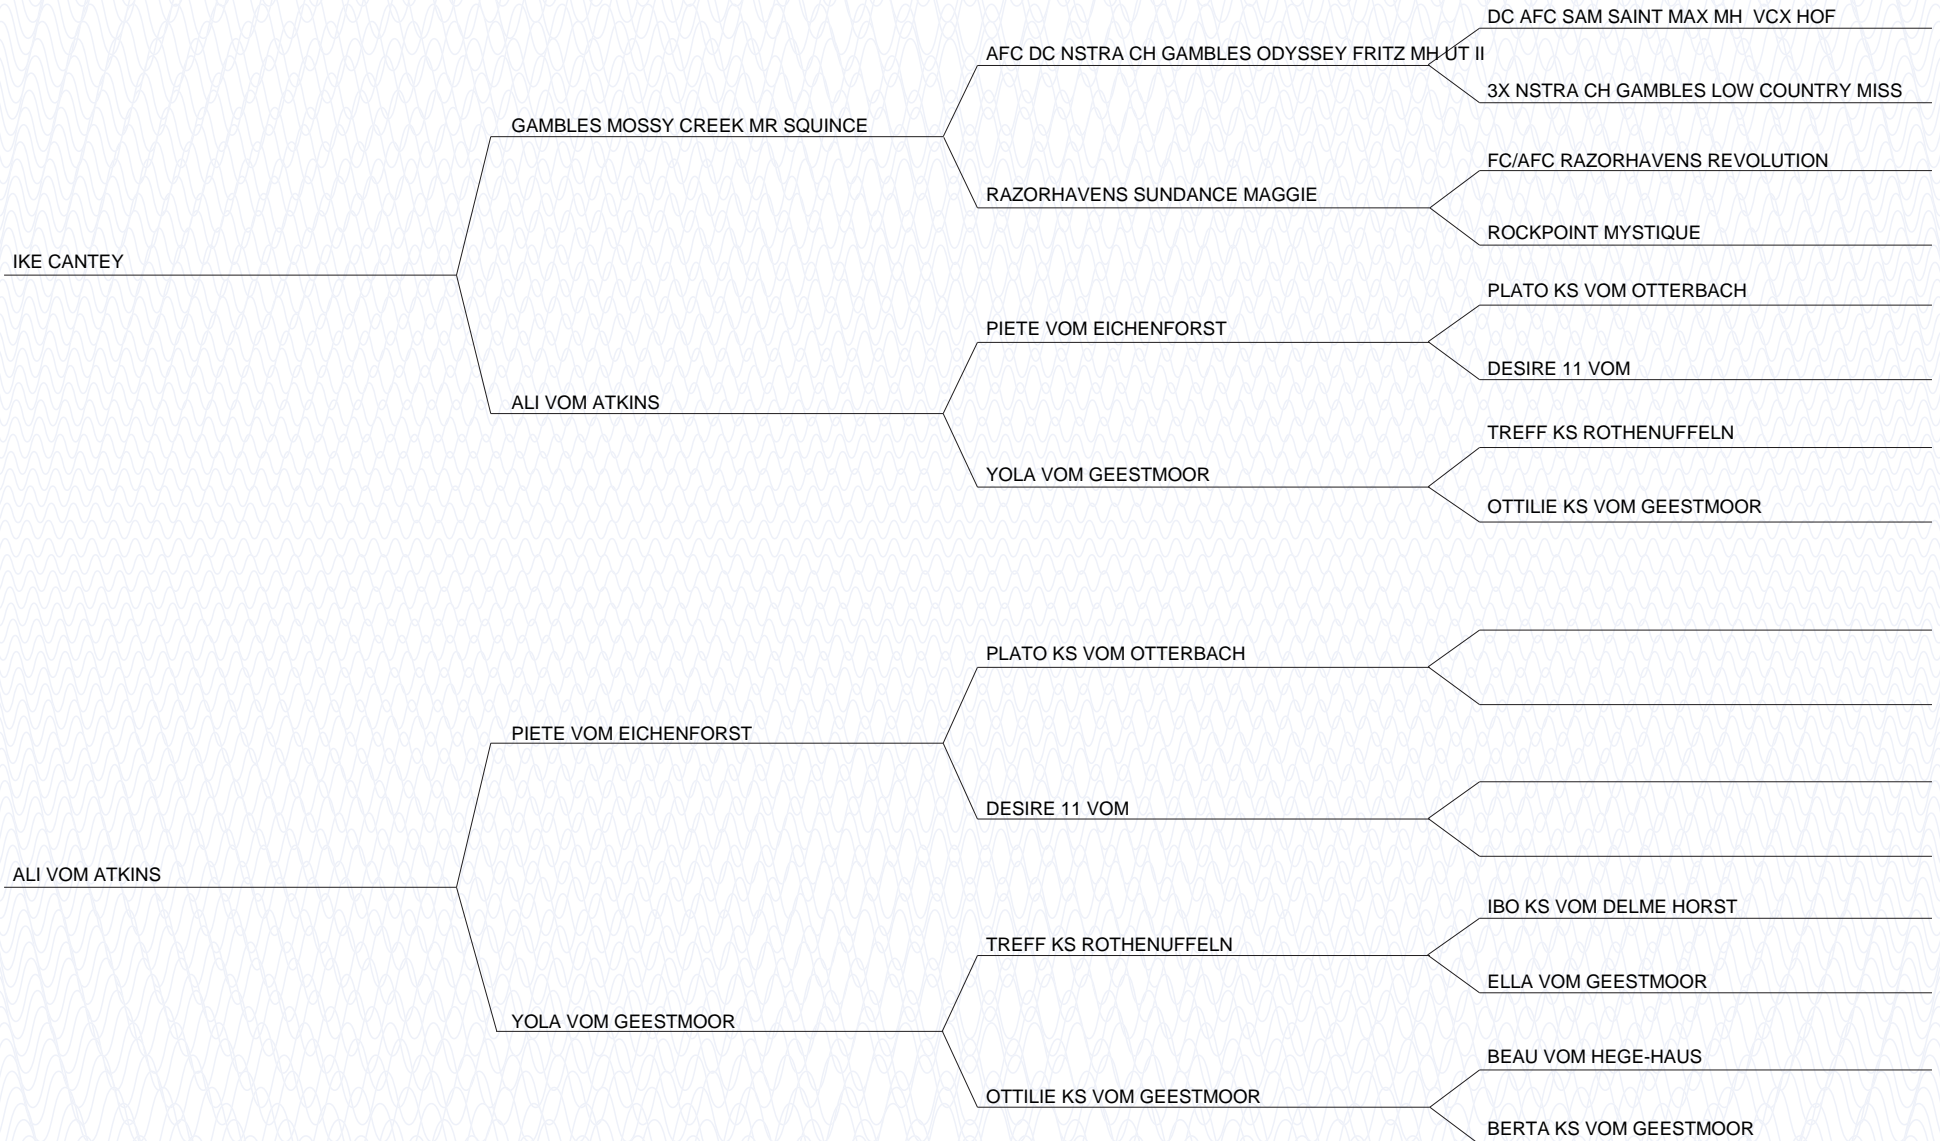 DC AFC SAM SAINT MAX MH  VCX HOF
AFC DC NSTRA CH GAMBLES ODYSSEY FRITZ MH UT II
3X NSTRA CH GAMBLES LOW COUNTRY MISS
GAMBLES MOSSY CREEK MR SQUINCE
FC/AFC RAZORHAVENS REVOLUTION
RAZORHAVENS SUNDANCE MAGGIE
ROCKPOINT MYSTIQUE
IKE CANTEY
PLATO KS VOM OTTERBACH
PIETE VOM EICHENFORST
DESIRE 11 VOM
ALI VOM ATKINS
TREFF KS ROTHENUFFELN
YOLA VOM GEESTMOOR
OTTILIE KS VOM GEESTMOOR
PLATO KS VOM OTTERBACH
PIETE VOM EICHENFORST
DESIRE 11 VOM
ALI VOM ATKINS
IBO KS VOM DELME HORST
TREFF KS ROTHENUFFELN
ELLA VOM GEESTMOOR
YOLA VOM GEESTMOOR
BEAU VOM HEGE-HAUS
OTTILIE KS VOM GEESTMOOR
BERTA KS VOM GEESTMOOR